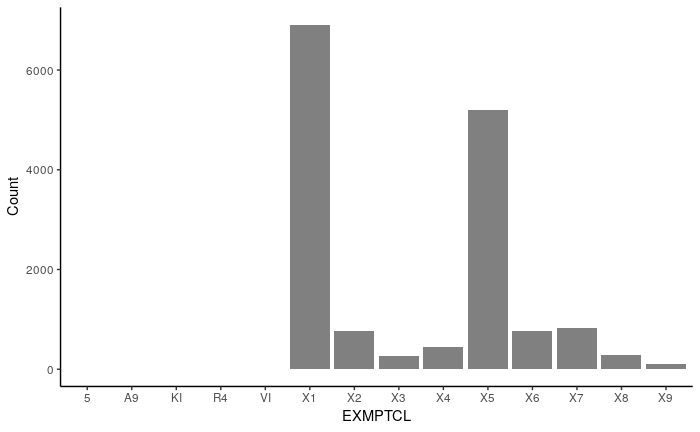 Count
6000
4000
2000
0
5 A9 KI R4 VI X1 X2 X3 X4 X5 X6 X7 X8 X9
EXMPTCL